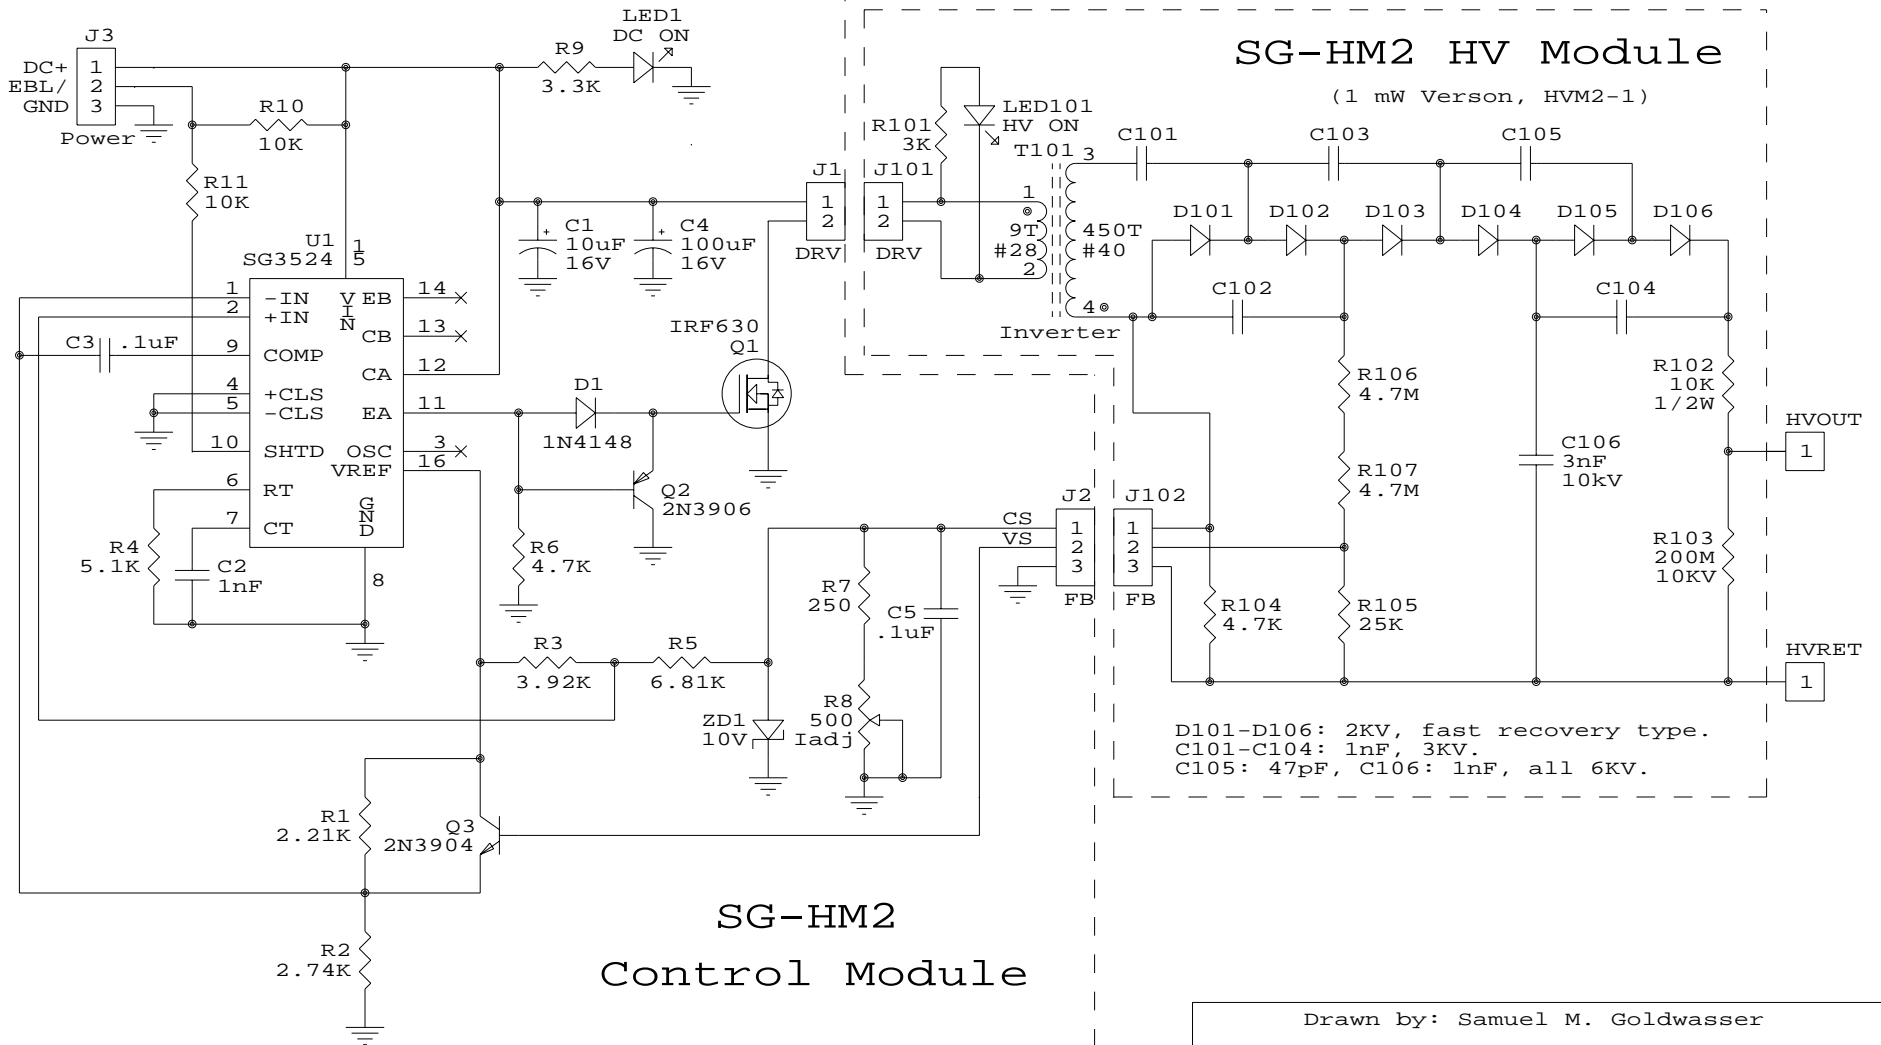 LED1
DC ON
J3
DC+ 1
EBL/ 2
GND 3
Power
R9
3.3K
R10
10K
R11
10K
SG-HM2 HV Module
(1 mW Verson, HVM2-1)
LED101
HV ON
R101
3K
T101
3
1
9T
#28
2
450T
#40
4
Inverter
C101
C103
C105
D101
D102
D103
D104
D105
D106
C102
C104
J1
1
2
DRV
J101
1
2
DRV
C1
10uF
16V
+
C4
100uF
16V
+
U1
SG3524
1
5
1 -IN
2 +IN
9 COMP
4 +CLS
5 -CLS
10 SHTD
6 RT
7 CT
VIN
EB 14
CB 13
CA 12
EA 11
OSC 3
VREF 16
GND
8
C3 .1uF
R4
5.1K
C2
1nF
D1
1N4148
IRF630
Q1
Q2
2N3906
R6
4.7K
R3
3.92K
R5
6.81K
ZD1
10V
R7
250
R8
500
Iadj
C5
.1uF
CS
VS
J2
1
2
3
FB
J102
1
2
3
FB
R106
4.7M
R107
4.7M
R104
4.7K
R105
25K
C106
3nF
10kV
R102
10K
1/2W
R103
200M
10KV
HVOUT
1
HVRET
1
D101-D106: 2KV, fast recovery type.
C101-C104: 1nF, 3KV.
C105: 47pF, C106: 1nF, all 6KV.
R1
2.21K
Q3
2N3904
R2
2.74K
SG-HM2
Control Module
Drawn by: Samuel M. Goldwasser